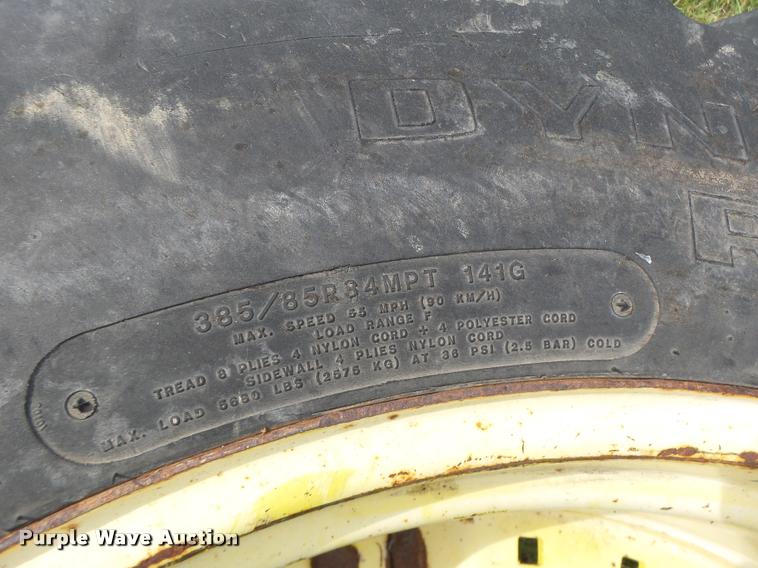 DYN
R
385/85R34MPT 141G
MAX. SPEED 55 MPH (90 KM/H)
LOAD RANGE F
TREAD 8 PLIES 4 NYLON CORD + 4 POLYESTER CORD
SIDEWALL 4 PLIES NYLON CORD
MAX. LOAD 5680 LBS (2575 KG) AT 36 PSI (2.5 BAR) COLD
Purple Wave Auction